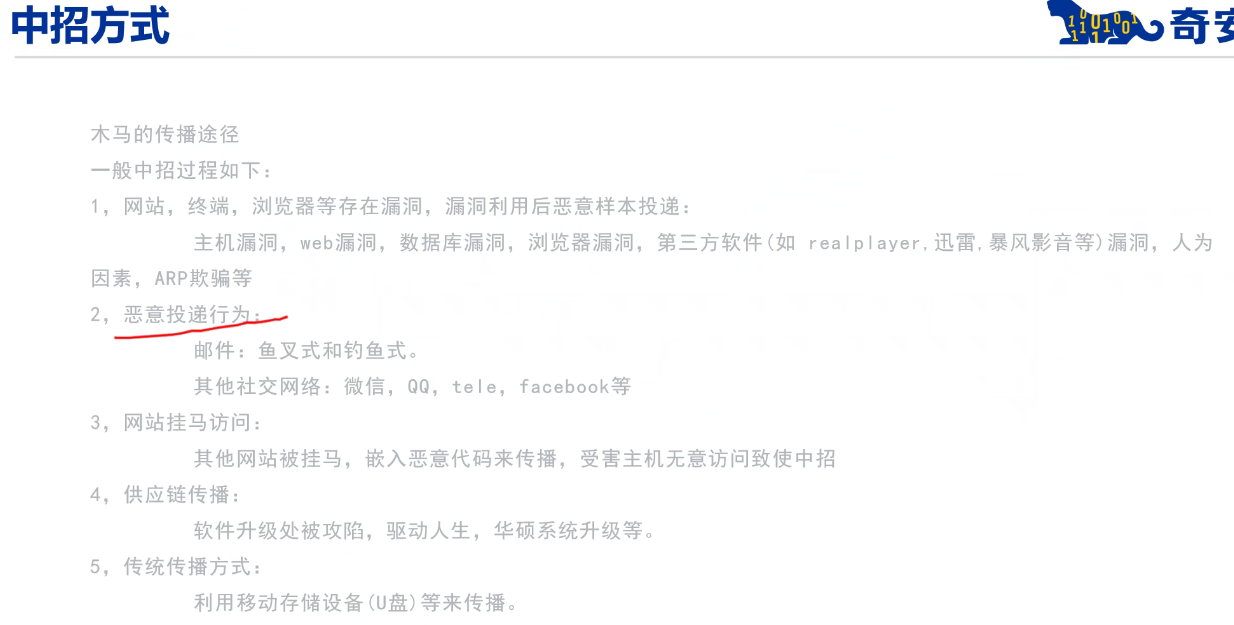 中招方式
奇安
木马的传播途径
一般中招过程如下：
1，网站，终端，浏览器等存在漏洞，漏洞利用后恶意样本投递：
主机漏洞，web漏洞，数据库漏洞，浏览器漏洞，第三方软件(如 realplayer,迅雷,暴风影音等)漏洞，人为
因素，ARP欺骗等
2，恶意投递行为：
邮件：鱼叉式和钓鱼式。
其他社交网络：微信，QQ，tele，facebook等
3，网站挂马访问：
其他网站被挂马，嵌入恶意代码来传播，受害主机无意访问致使中招
4，供应链传播：
软件升级处被攻陷，驱动人生，华硕系统升级等。
5，传统传播方式：
利用移动存储设备(U盘)等来传播。